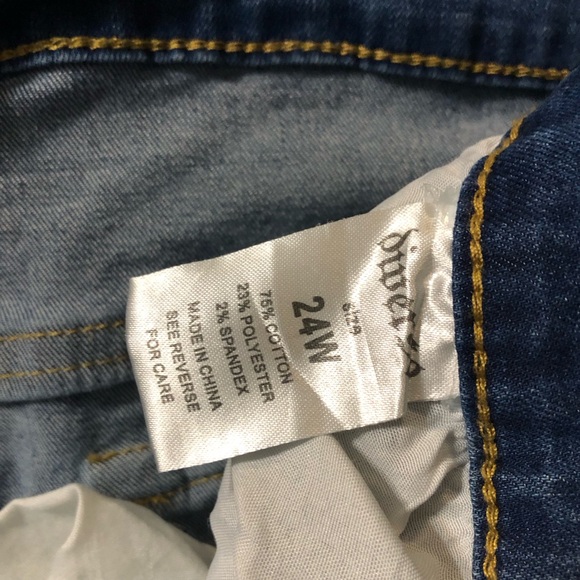 SIZE
24W
75% COTTON
23% POLYESTER
2% SPANDEX
MADE IN CHINA
SEE REVERSE
FOR CARE